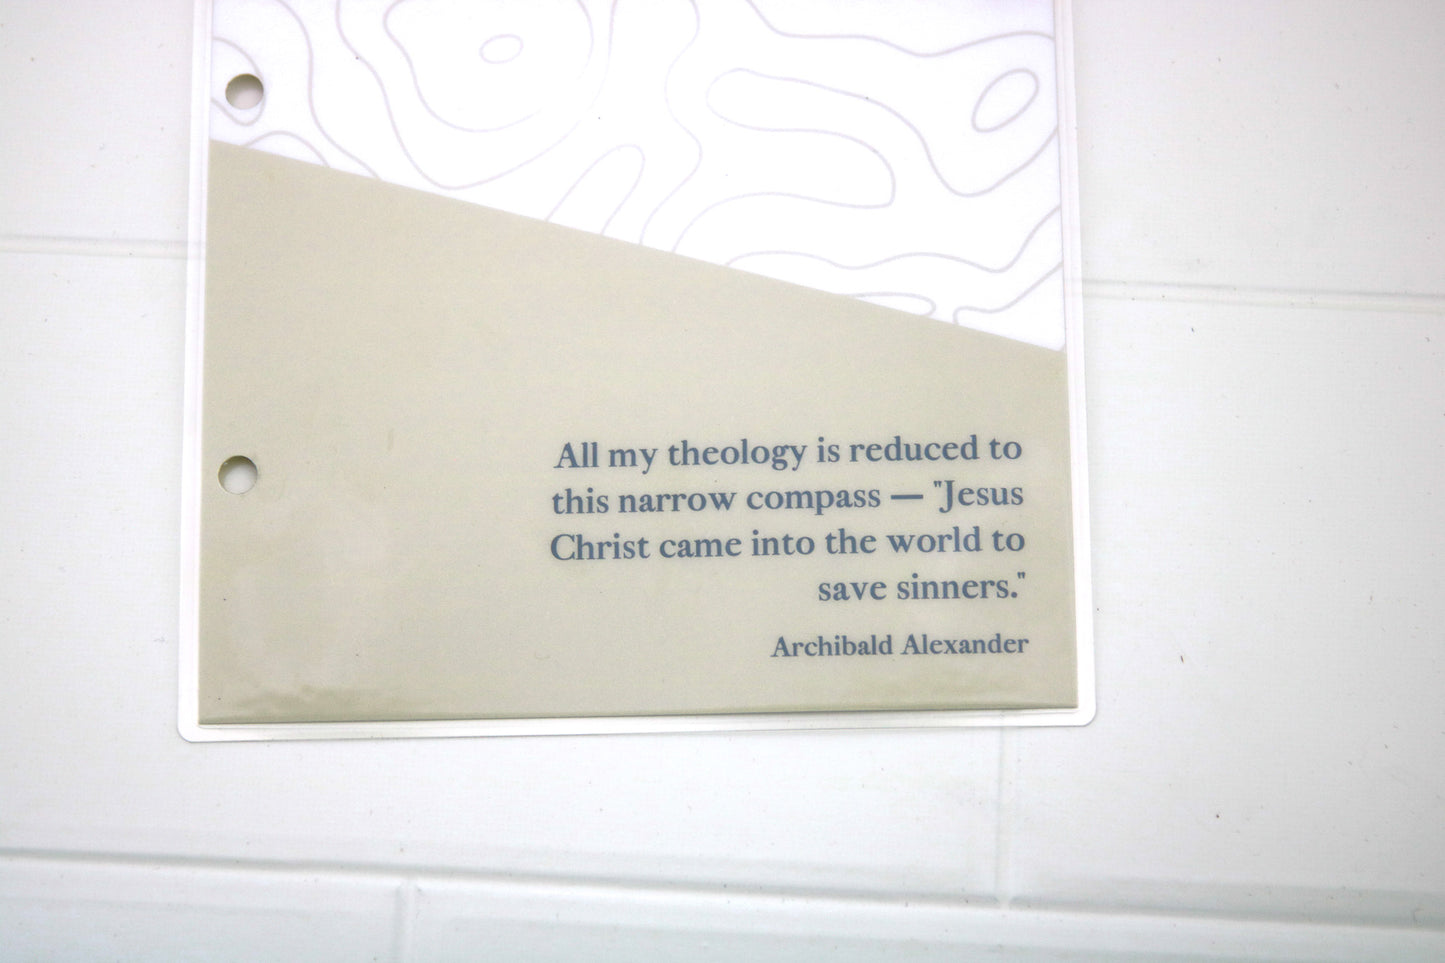 All my theology is reduced to
this narrow compass — "Jesus
Christ came into the world to
save sinners."
Archibald Alexander